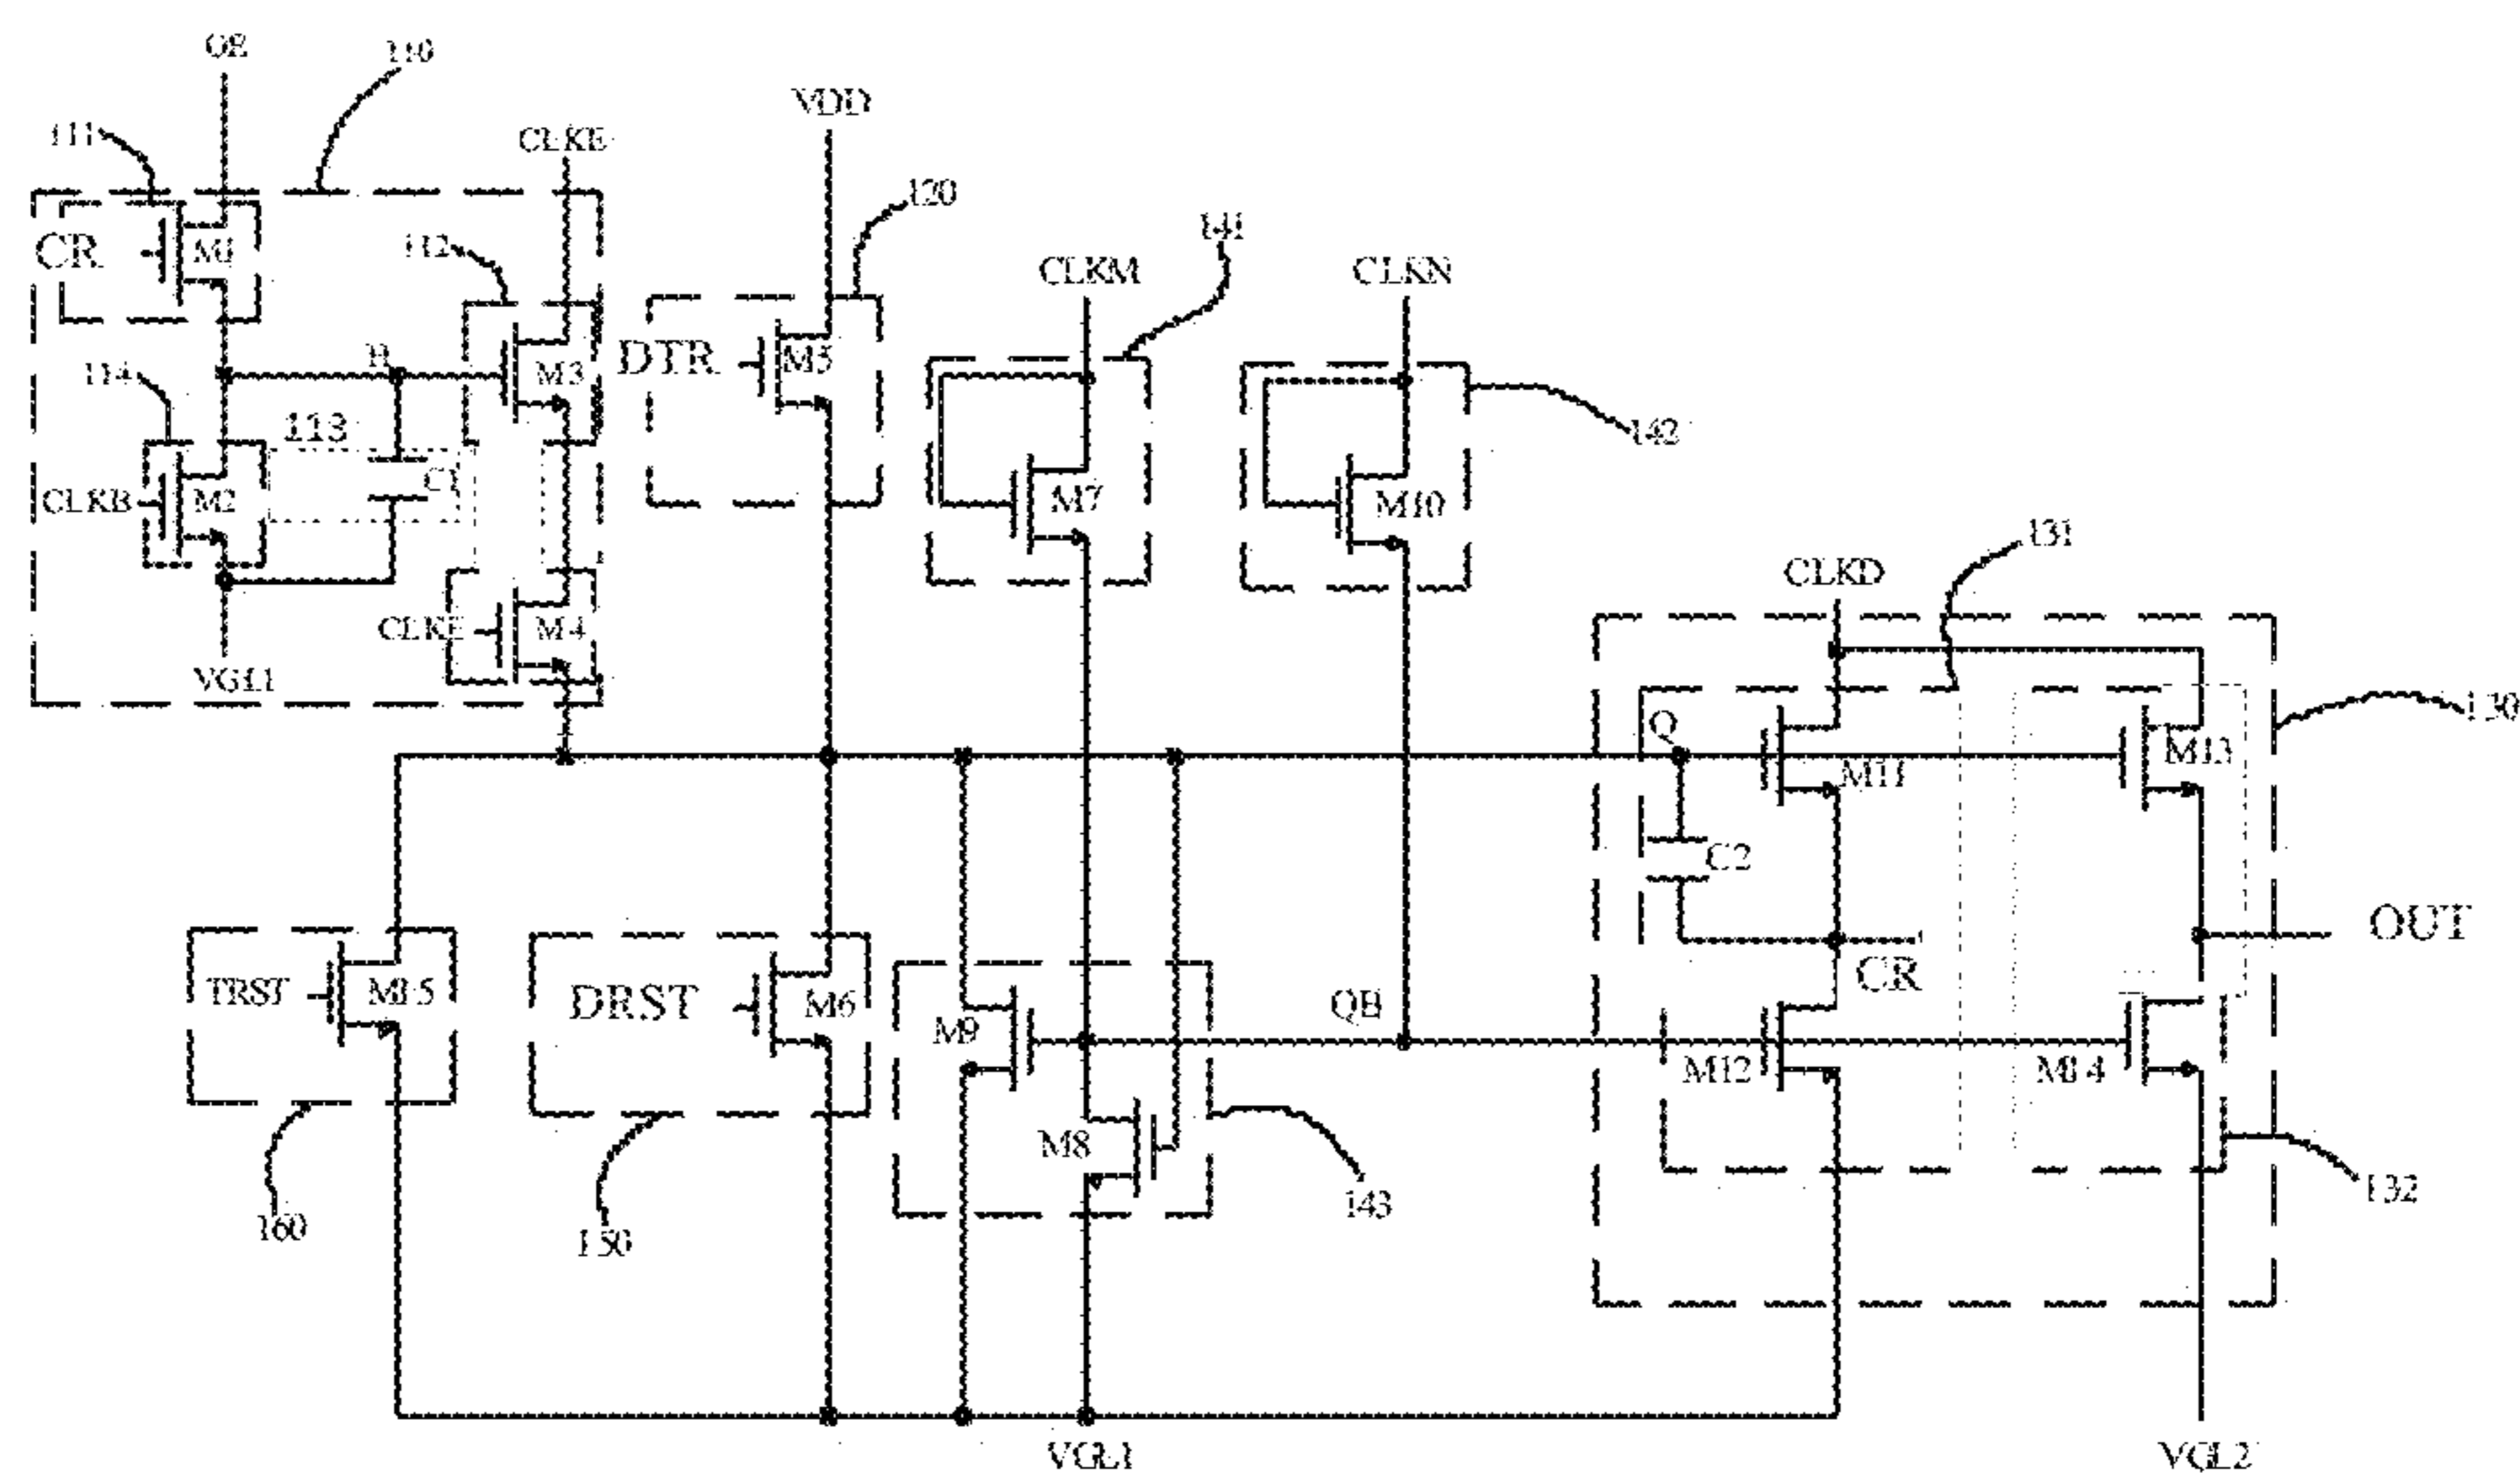 OE
110
VDD
111
CLKE
120
CR
M1
112
141
CLKM
CLKN
H
DTR
M5
114
M3
113
142
C1
CLKB
M2
M7
M10
131
CLKD
CLKE
M4
VGL1
130
Q
M11
M13
C2
OUT
CR
TRST
M15
DRST
M6
M9
QB
M12
M14
M8
132
143
160
150
VGL1
VGL2